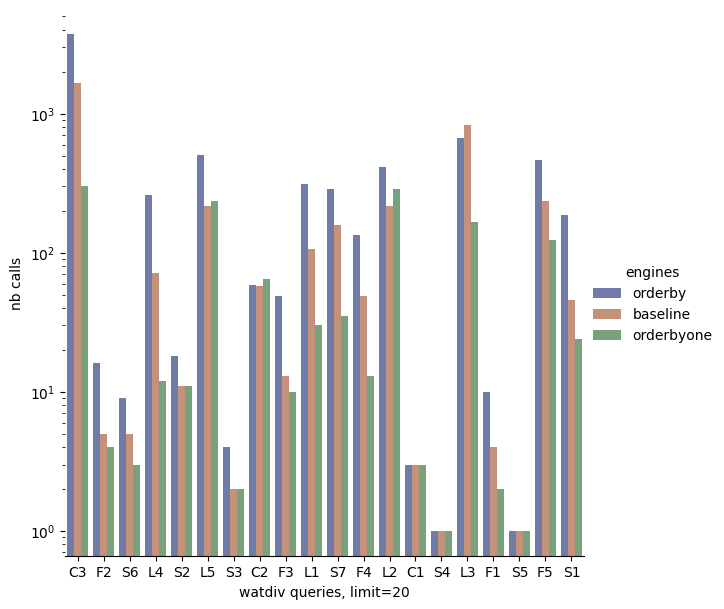 10³
10²
10¹
10⁰
nb calls
C3 F2 S6 L4 S2 L5 S3 C2 F3 L1 S7 F4 L2 C1 S4 L3 F1 S5 F5 S1
watdiv queries, limit=20
engines
orderby
baseline
orderbyone